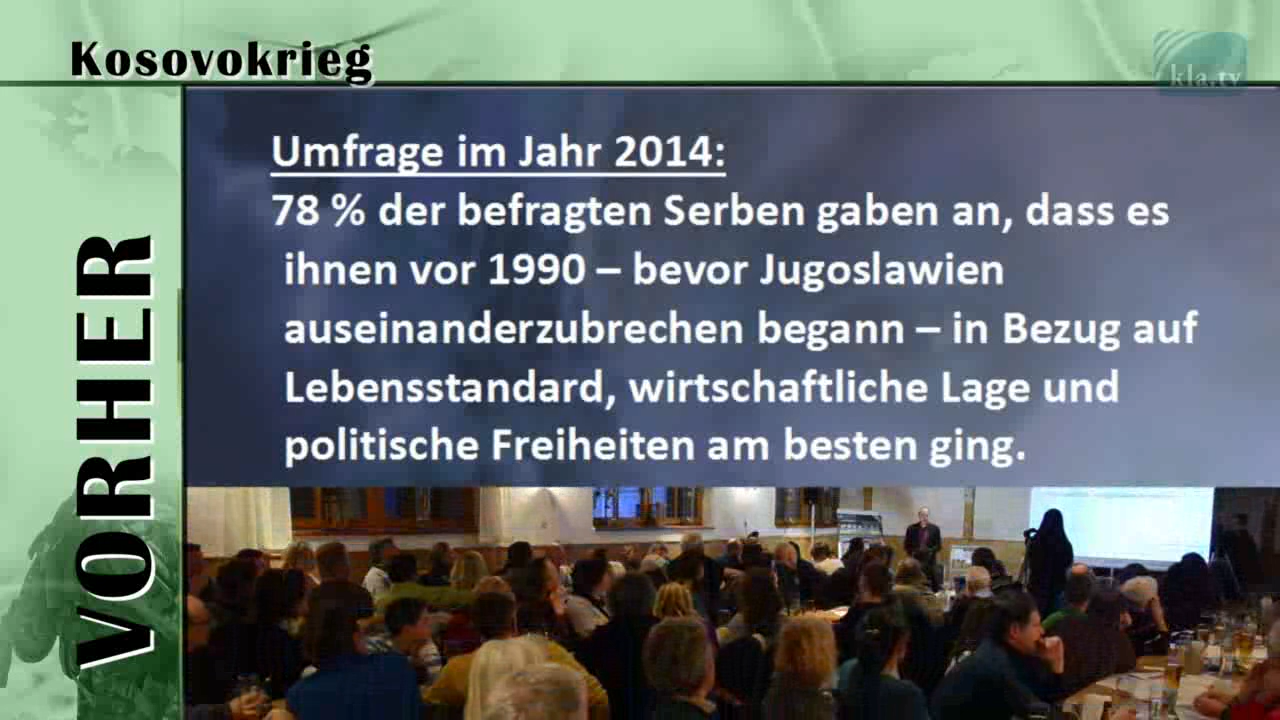 Kosovokrieg
kla.tv
Umfrage im Jahr 2014:
78 % der befragten Serben gaben an, dass es
ihnen vor 1990 – bevor Jugoslawien
auseinanderzubrechen begann – in Bezug auf
Lebensstandard, wirtschaftliche Lage und
politische Freiheiten am besten ging.
VORHER